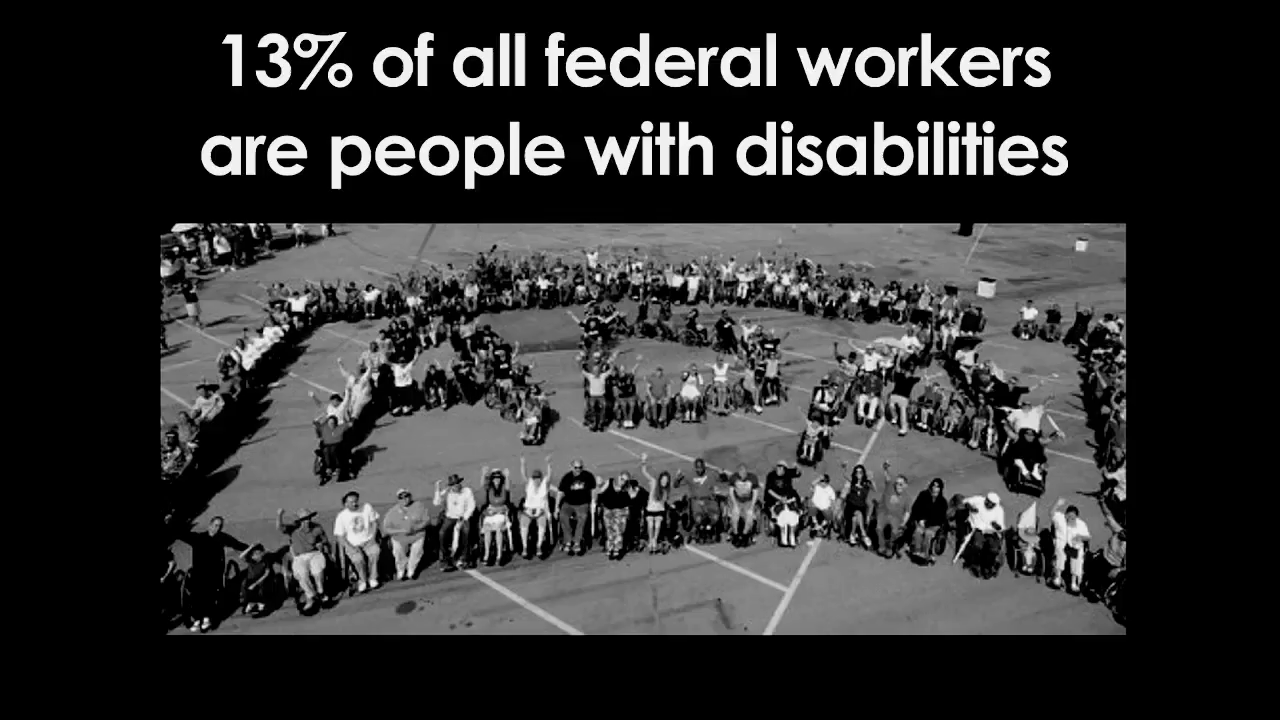 13% of all federal workers
are people with disabilities